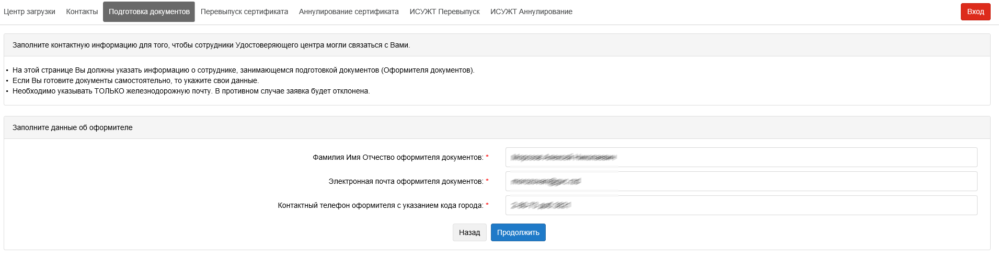 Центр загрузки Контакты Подготовка документов Перевыпуск сертификата Аннулирование сертификата ИСУЖТ Перевыпуск ИСУЖТ Аннулирование Вход
Заполните контактную информацию для того, чтобы сотрудники Удостоверяющего центра могли связаться с Вами.
• На этой странице Вы должны указать информацию о сотруднике, занимающемся подготовкой документов (Оформителя документов).
• Если Вы готовите документы самостоятельно, то укажите свои данные.
• Необходимо указывать ТОЛЬКО железнодорожную почту. В противном случае заявка будет отклонена.
Заполните данные об оформителе
Фамилия Имя Отчество оформителя документов: *
Электронная почта оформителя документов: *
Контактный телефон оформителя с указанием кода города: *
Назад Продолжить